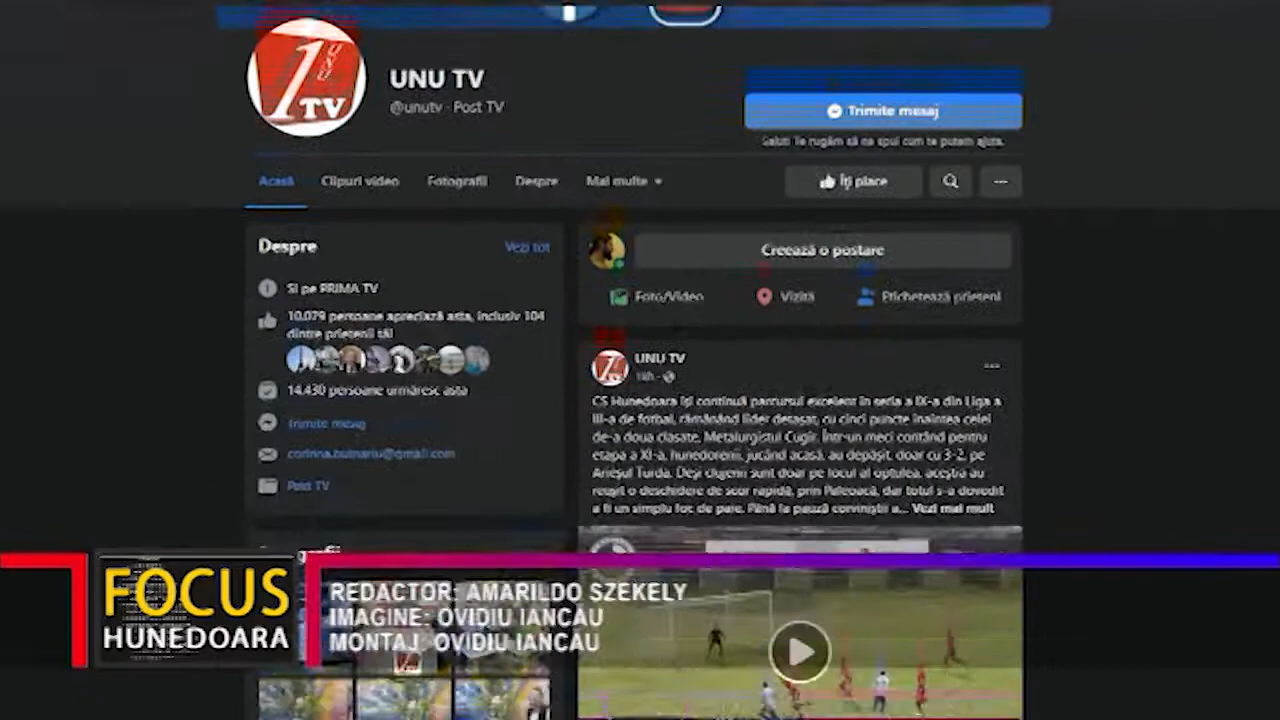 1
UNU
TV
UNU TV
@unutv · Post TV
Trimite mesaj
Salut! Te rugăm să ne spui cum te putem ajuta.
Acasă
Clipuri video
Fotografii
Despre
Mai multe
Îți place
Despre
Vezi tot
Și pe PRIMA TV
10.079 persoane apreciază asta, inclusiv 104
dintre prietenii tăi
14.430 persoane urmăresc asta
Trimite mesaj
Post TV
Creează o postare
Foto/Video
Vizită
Etichetează prieteni
UNU TV
CS Hunedoara își continuă parcursul excelent în seria a IX-a din Liga a
III-a de fotbal, rămânând lider detașat, cu cinci puncte înaintea celei
de-a doua clasate, Metalurgistul Cugir. Într-un meci contând pentru
etapa a XI-a, hunedorenii, jucând acasă, au depășit, doar cu 3-2, pe
Arieșul Turda. Deși clujenii sunt doar pe locul al optulea, aceștia au
reușit o deschidere de scor rapidă, prin Paleoacă, dar totul s-a dovedit
a fi un simplu foc de paie. Până la pauză corviniștii a... Vezi mai mult
FOCUS
HUNEDOARA
REDACTOR: AMARILDO SZEKELY
IMAGINE: OVIDIU IANCĂU
MONTAJ: OVIDIU IANCĂU